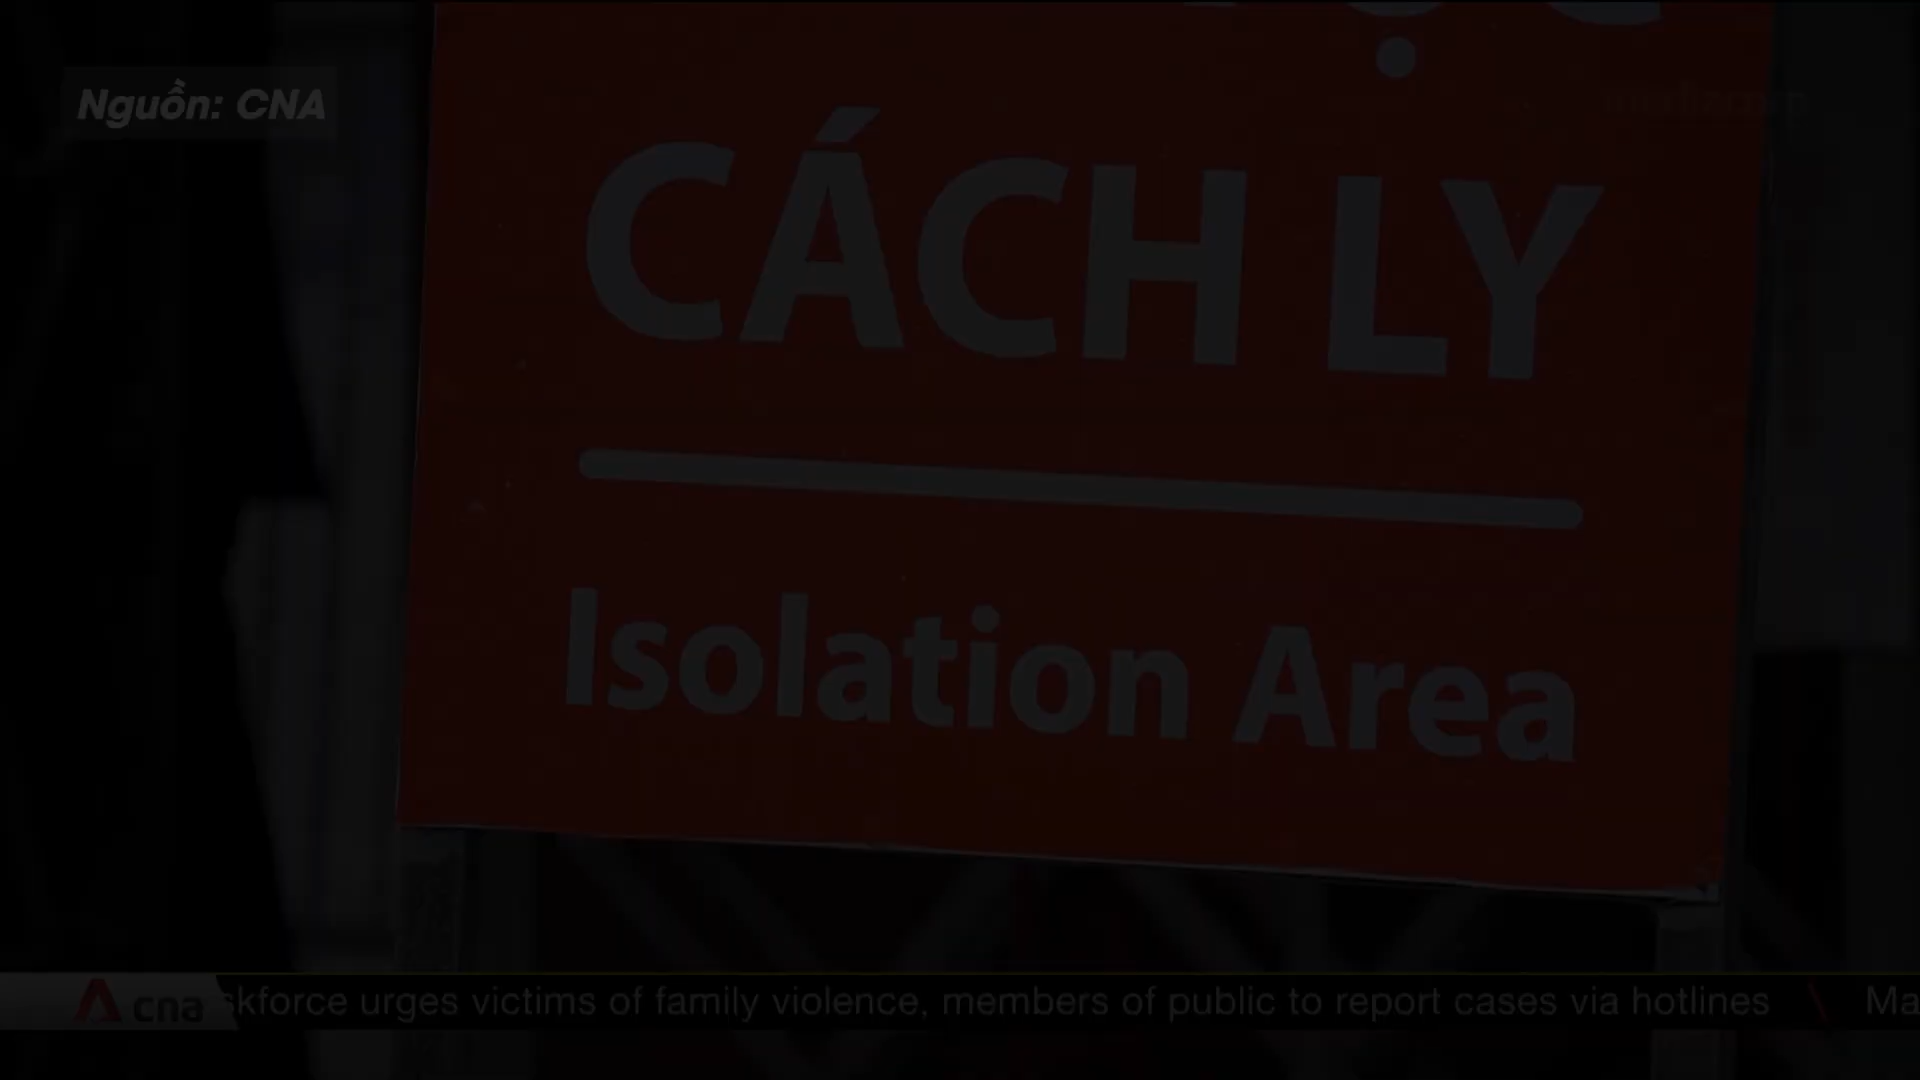 Nguồn: CNA
CÁCH LY
Isolation Area
cna
skforce urges victims of family violence, members of public to report cases via hotlines \ Ma